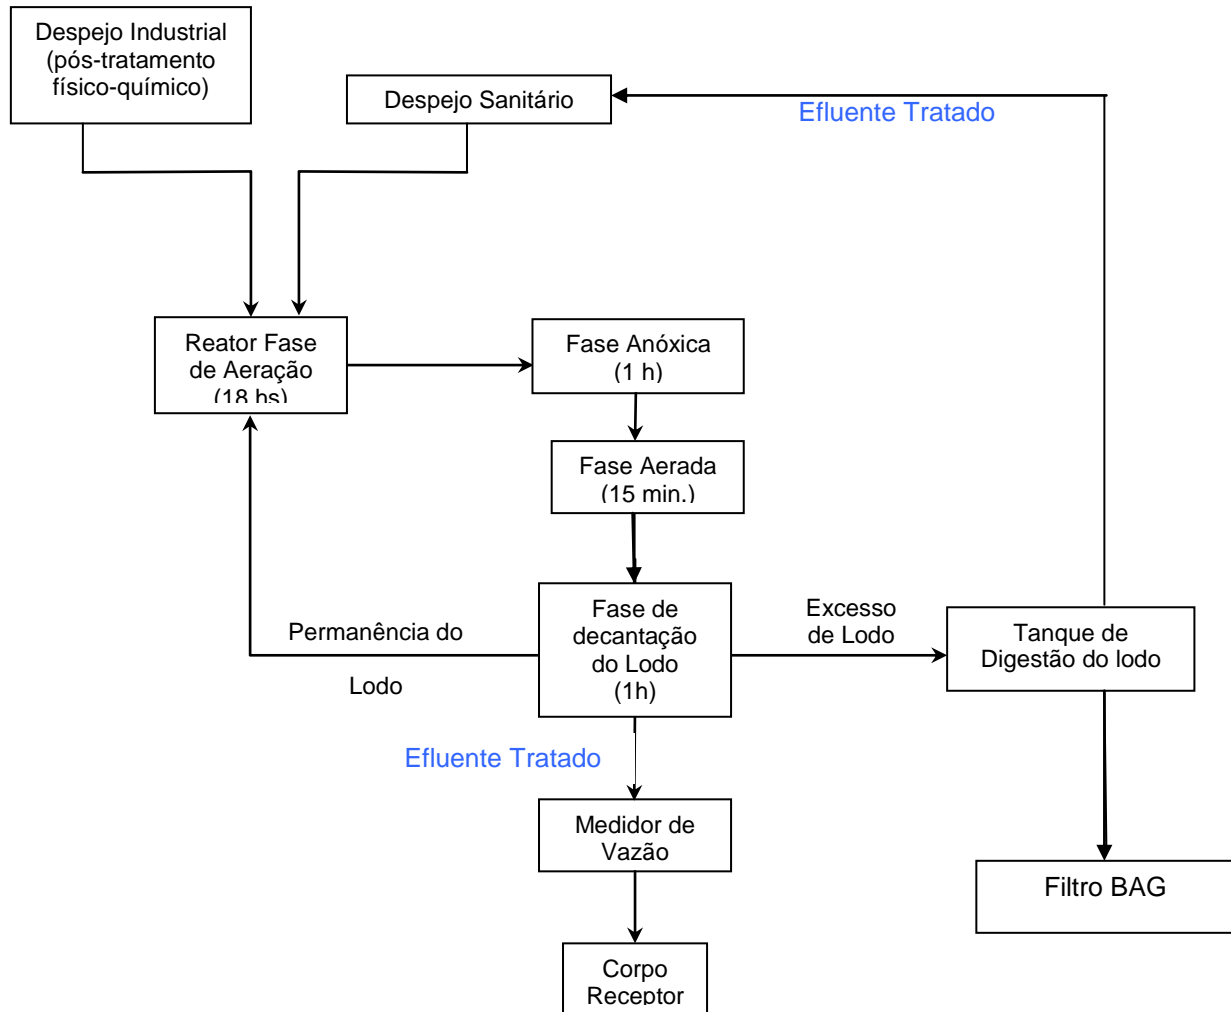 Despejo Industrial
(pós-tratamento
físico-químico)
Despejo Sanitário
Efluente Tratado
Reator Fase
de Aeração
(18 hs)
Fase Anóxica
(1 h)
Fase Aerada
(15 min.)
Permanência do
Lodo
Fase de
decantação
do Lodo
(1h)
Excesso
de Lodo
Tanque de
Digestão do lodo
Efluente Tratado
Medidor de
Vazão
Filtro BAG
Corpo
Receptor